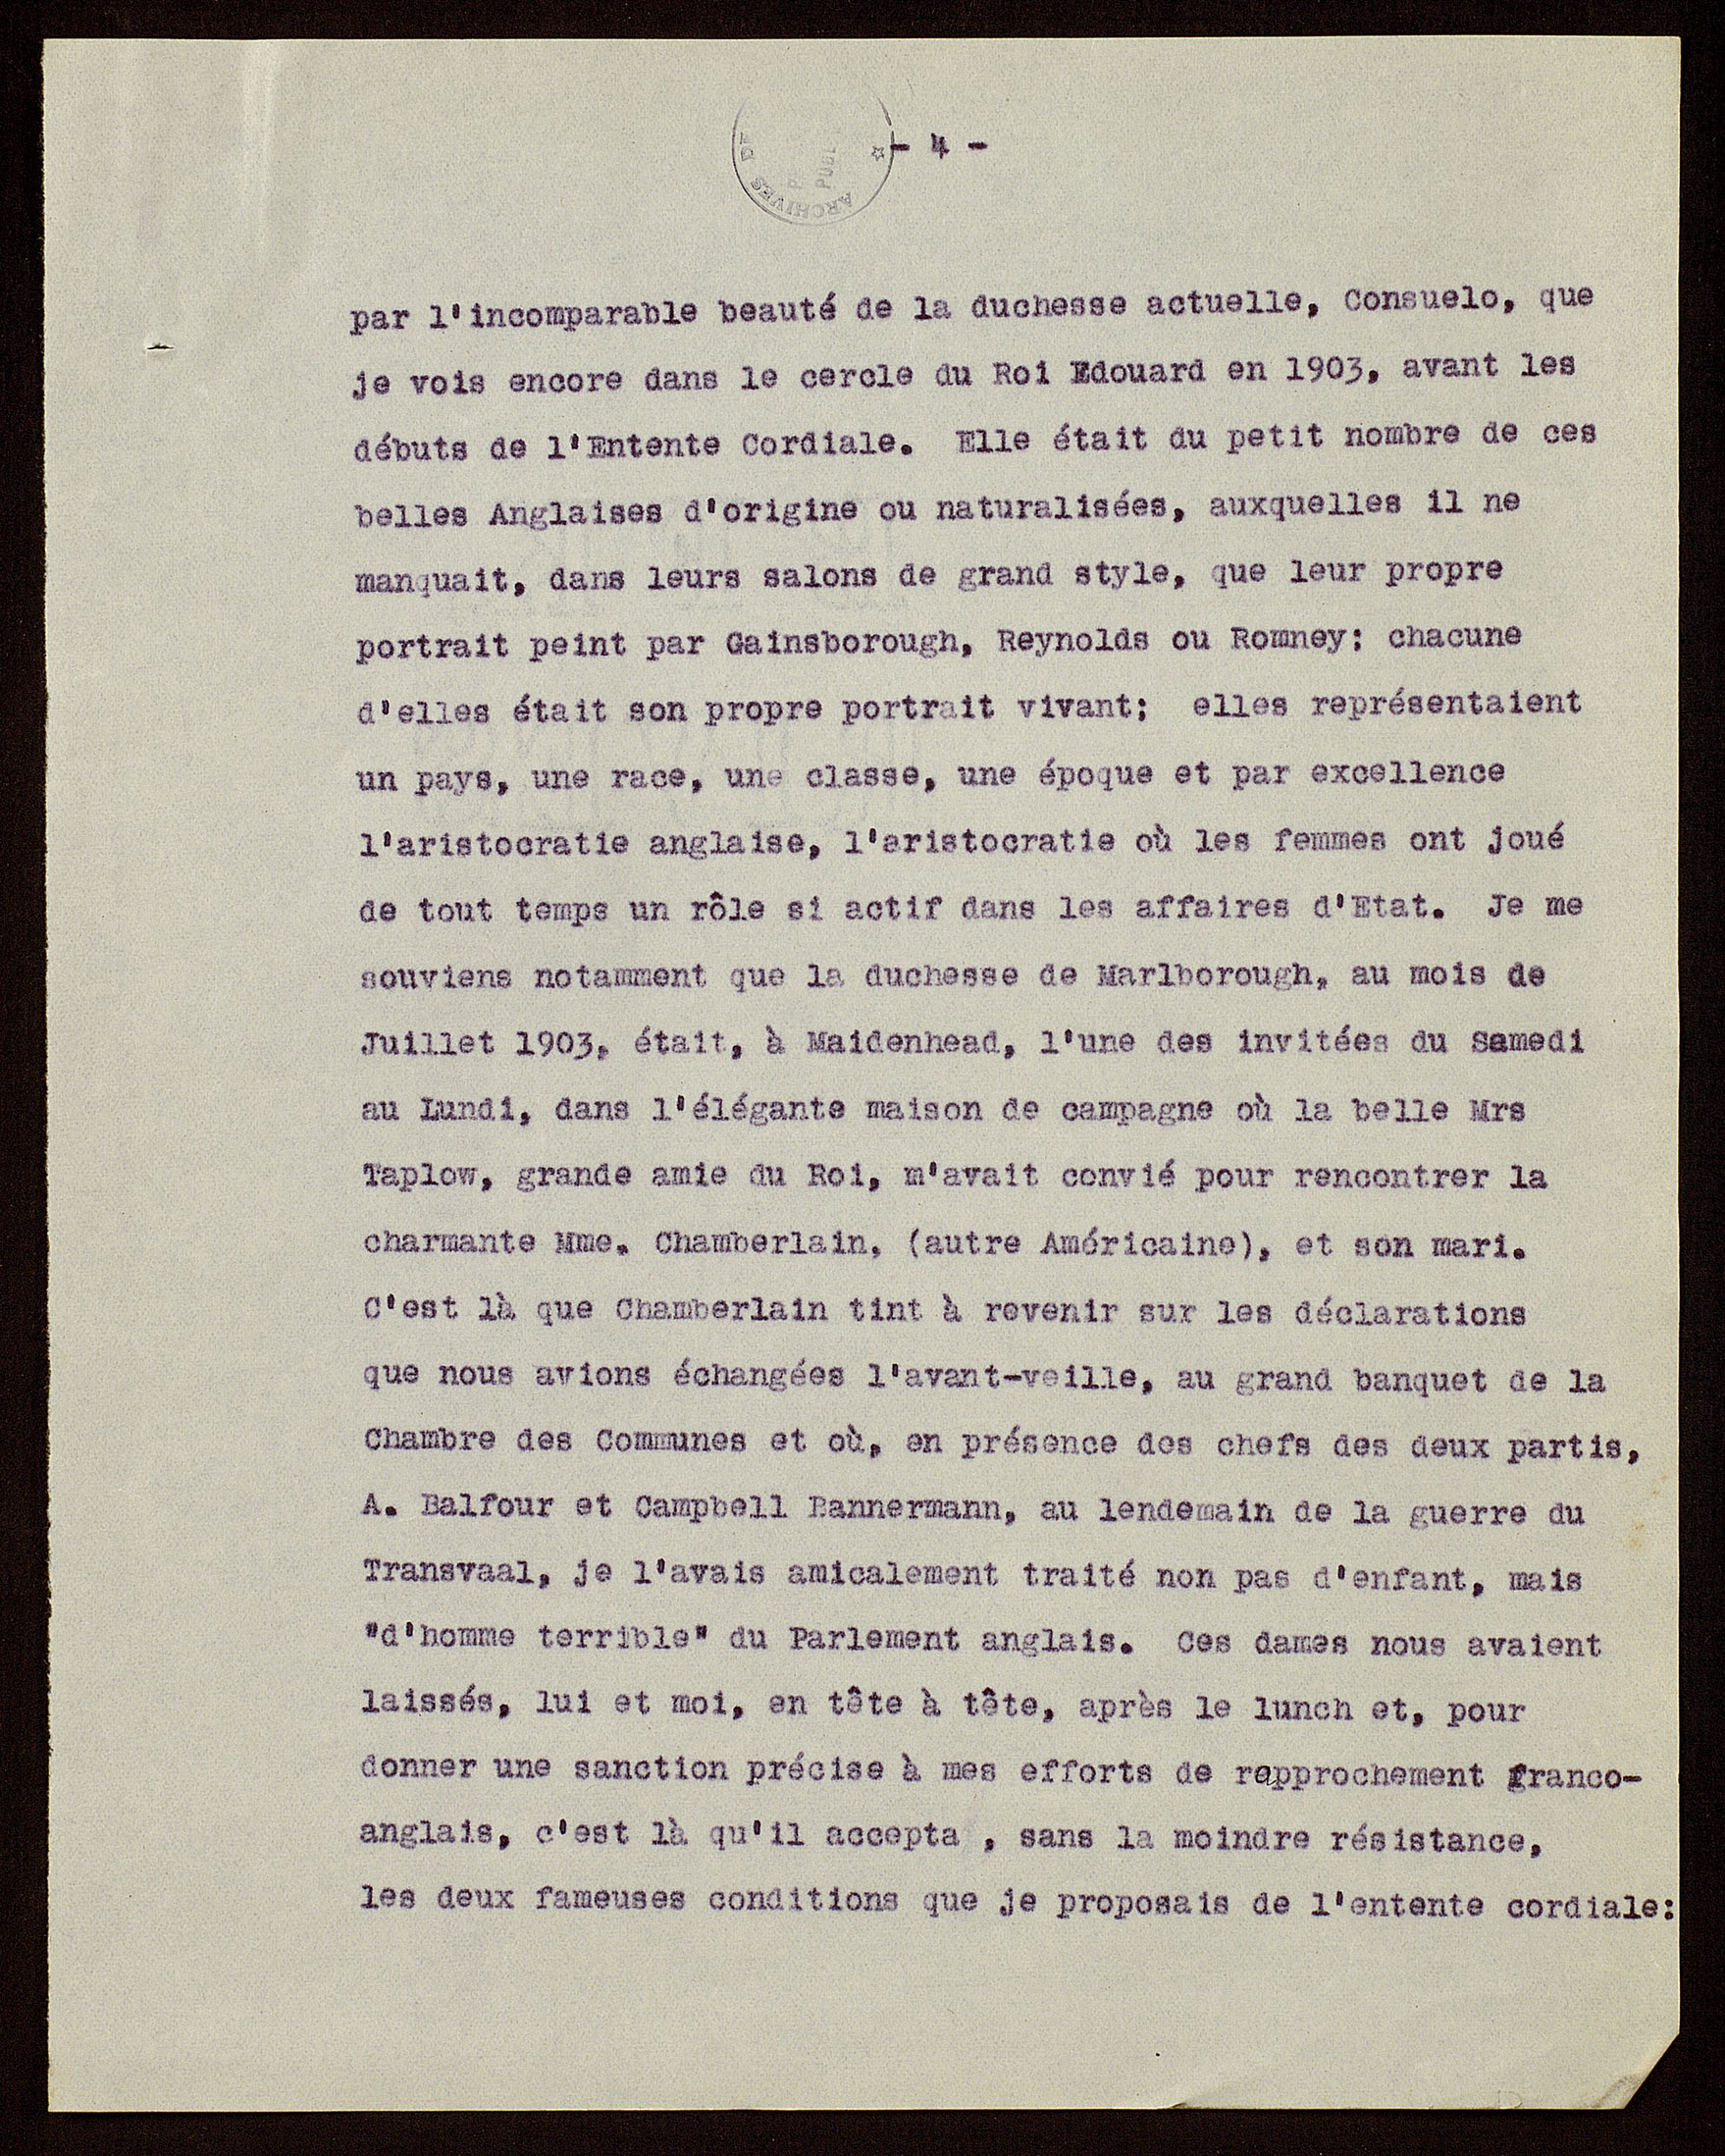 - 4 -
ARCHIVES D
PUBL
par l'incomparable beauté de la duchesse actuelle, Consuelo, que
je vois encore dans le cercle du Roi Edouard en 1903, avant les
débuts de l'Entente Cordiale. Elle était du petit nombre de ces
belles Anglaises d'origine ou naturalisées, auxquelles il ne
manquait, dans leurs salons de grand style, que leur propre
portrait peint par Gainsborough, Reynolds ou Romney: chacune
d'elles était son propre portrait vivant; elles représentaient
un pays, une race, une classe, une époque et par excellence
l'aristocratie anglaise, l'aristocratie où les femmes ont joué
de tout temps un rôle si actif dans les affaires d'Etat. Je me
souviens notamment que la duchesse de Marlborough, au mois de
Juillet 1903, était, à Maidenhead, l'une des invitées du Samedi
au Lundi, dans l'élégante maison de campagne où la belle Mrs
Taplow, grande amie du Roi, m'avait convié pour rencontrer la
charmante Mme. Chamberlain, (autre Américaine), et son mari.
C'est là que Chamberlain tint à revenir sur les déclarations
que nous avions échangées l'avant-veille, au grand banquet de la
Chambre des Communes et où, en présence des chefs des deux partis,
A. Balfour et Campbell Bannermann, au lendemain de la guerre du
Transvaal, je l'avais amicalement traité non pas d'enfant, mais
"d'homme terrible" du Parlement anglais. Ces dames nous avaient
laissés, lui et moi, en tête à tête, après le lunch et, pour
donner une sanction précise à mes efforts de rapprochement franco-
anglais, c'est là qu'il accepta , sans la moindre résistance,
les deux fameuses conditions que je proposais de l'entente cordiale: